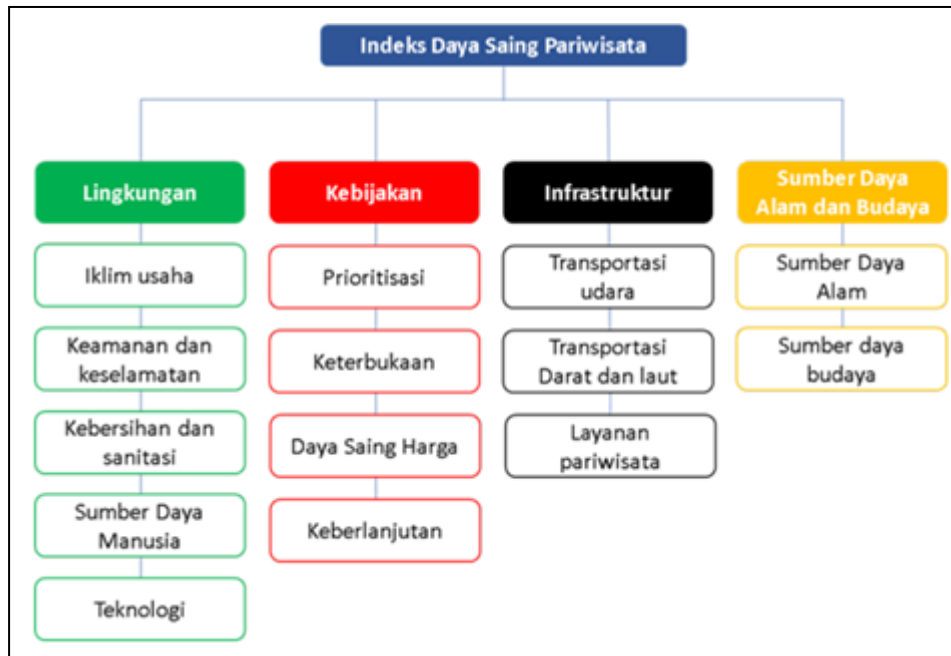 Indeks Daya Saing Pariwisata
Lingkungan
Iklim usaha
Keamanan dan
keselamatan
Kebersihan dan
sanitasi
Sumber Daya
Manusia
Teknologi
Kebijakan
Prioritisasi
Keterbukaan
Daya Saing Harga
Keberlanjutan
Infrastruktur
Transportasi
udara
Transportasi
Darat dan laut
Layanan
pariwisata
Sumber Daya
Alam dan Budaya
Sumber Daya
Alam
Sumber daya
budaya